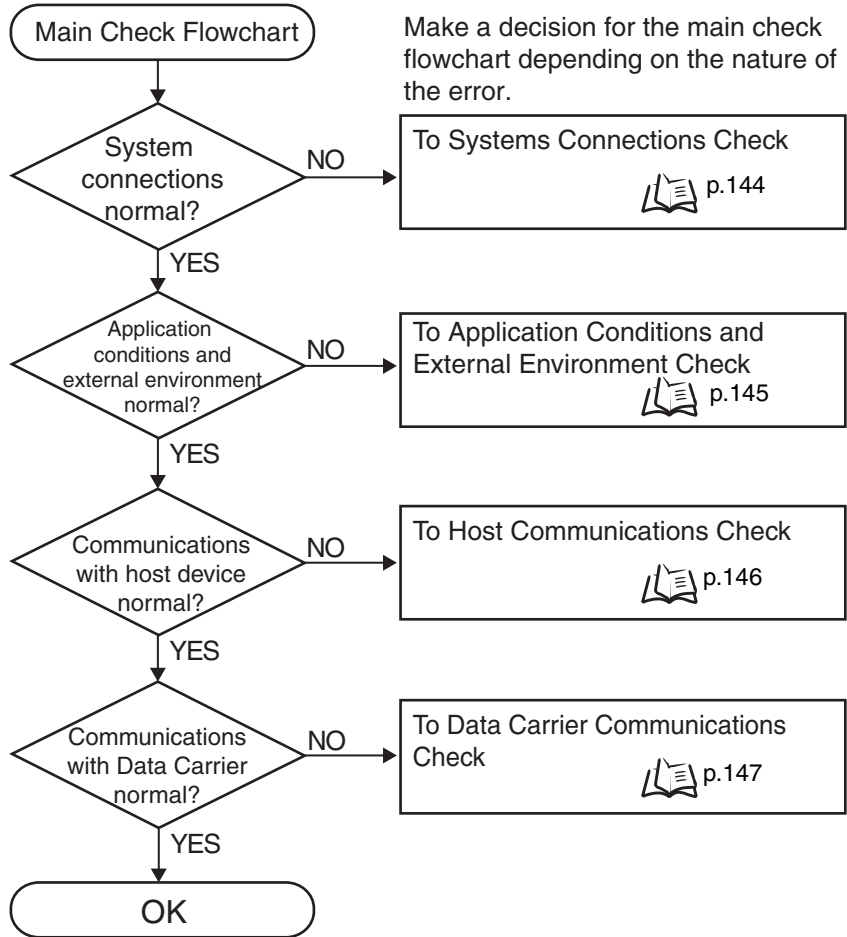 Main Check Flowchart
Make a decision for the main check
flowchart depending on the nature of
the error.
System
connections
normal?
NO
To Systems Connections Check
p.144
YES
Application
conditions and
external environment
normal?
NO
To Application Conditions and
External Environment Check
p.145
YES
Communications
with host device
normal?
NO
To Host Communications Check
p.146
YES
Communications
with Data Carrier
normal?
NO
To Data Carrier Communications
Check
p.147
YES
OK